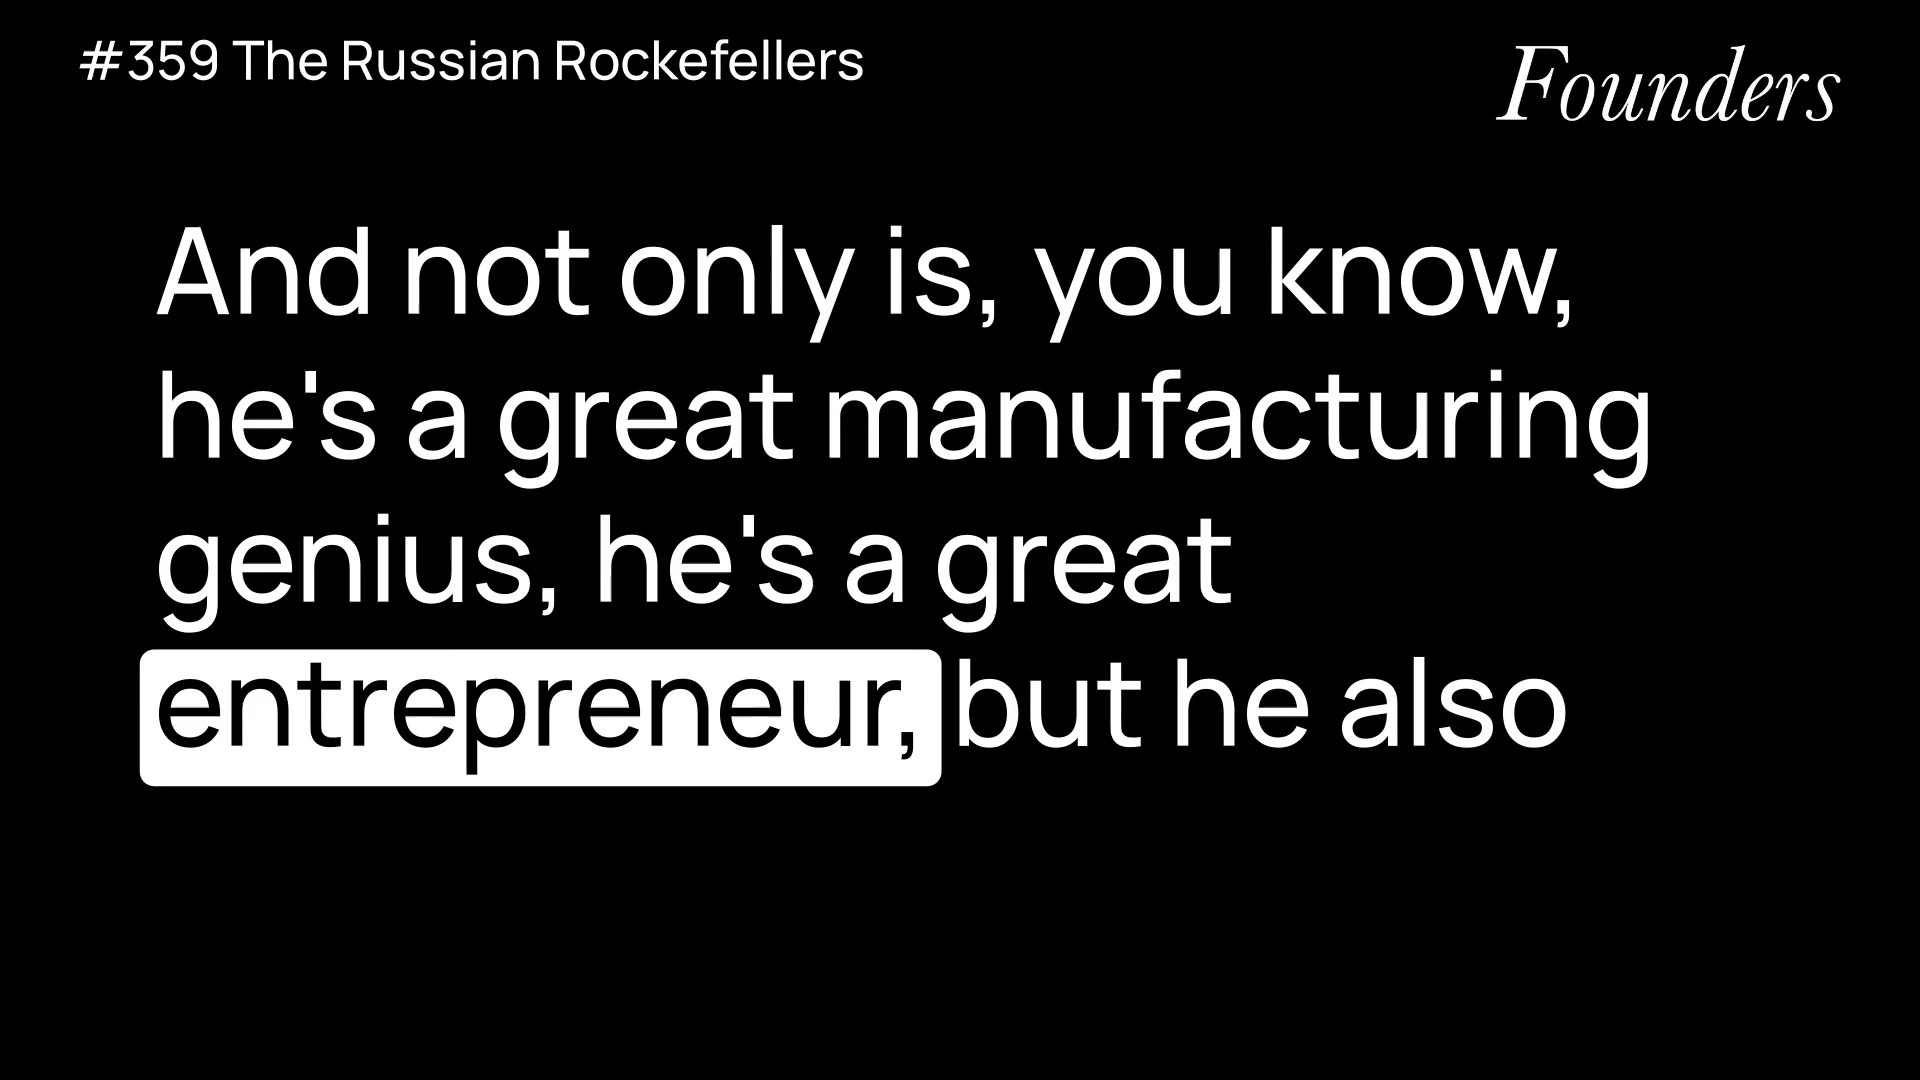 #359 The Russian Rockefellers
Founders
And not only is, you know,
he's a great manufacturing
genius, he's a great
entrepreneur, but he also